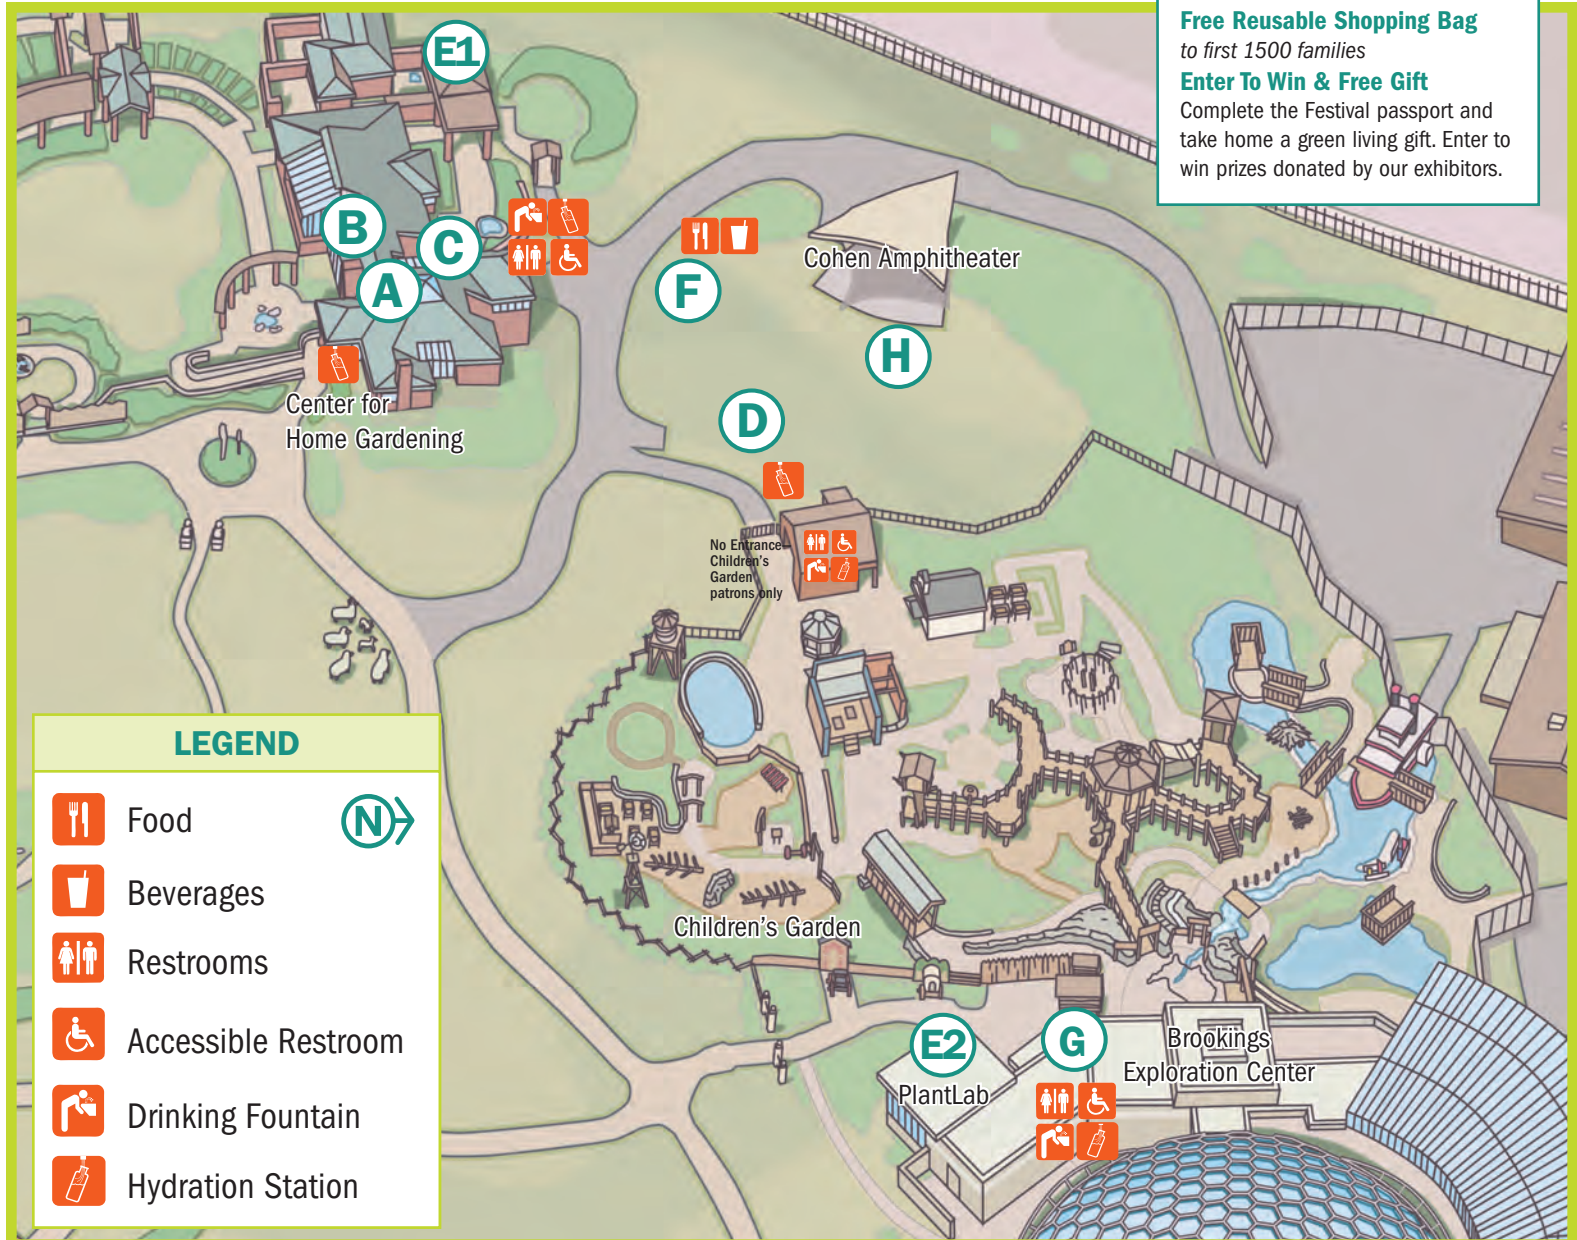 Free Reusable Shopping Bag
to first 1500 families
Enter To Win & Free Gift
Complete the Festival passport and
take home a green living gift. Enter to
win prizes donated by our exhibitors.
E1
B
C
A
F
Cohen Amphitheater
H
D
Center for
Home Gardening
No Entrance–
Children's
Garden
patrons only
Children's Garden
E2
PlantLab
G
Brookings
Exploration Center
LEGEND
Food
N
Beverages
Restrooms
Accessible Restroom
Drinking Fountain
Hydration Station